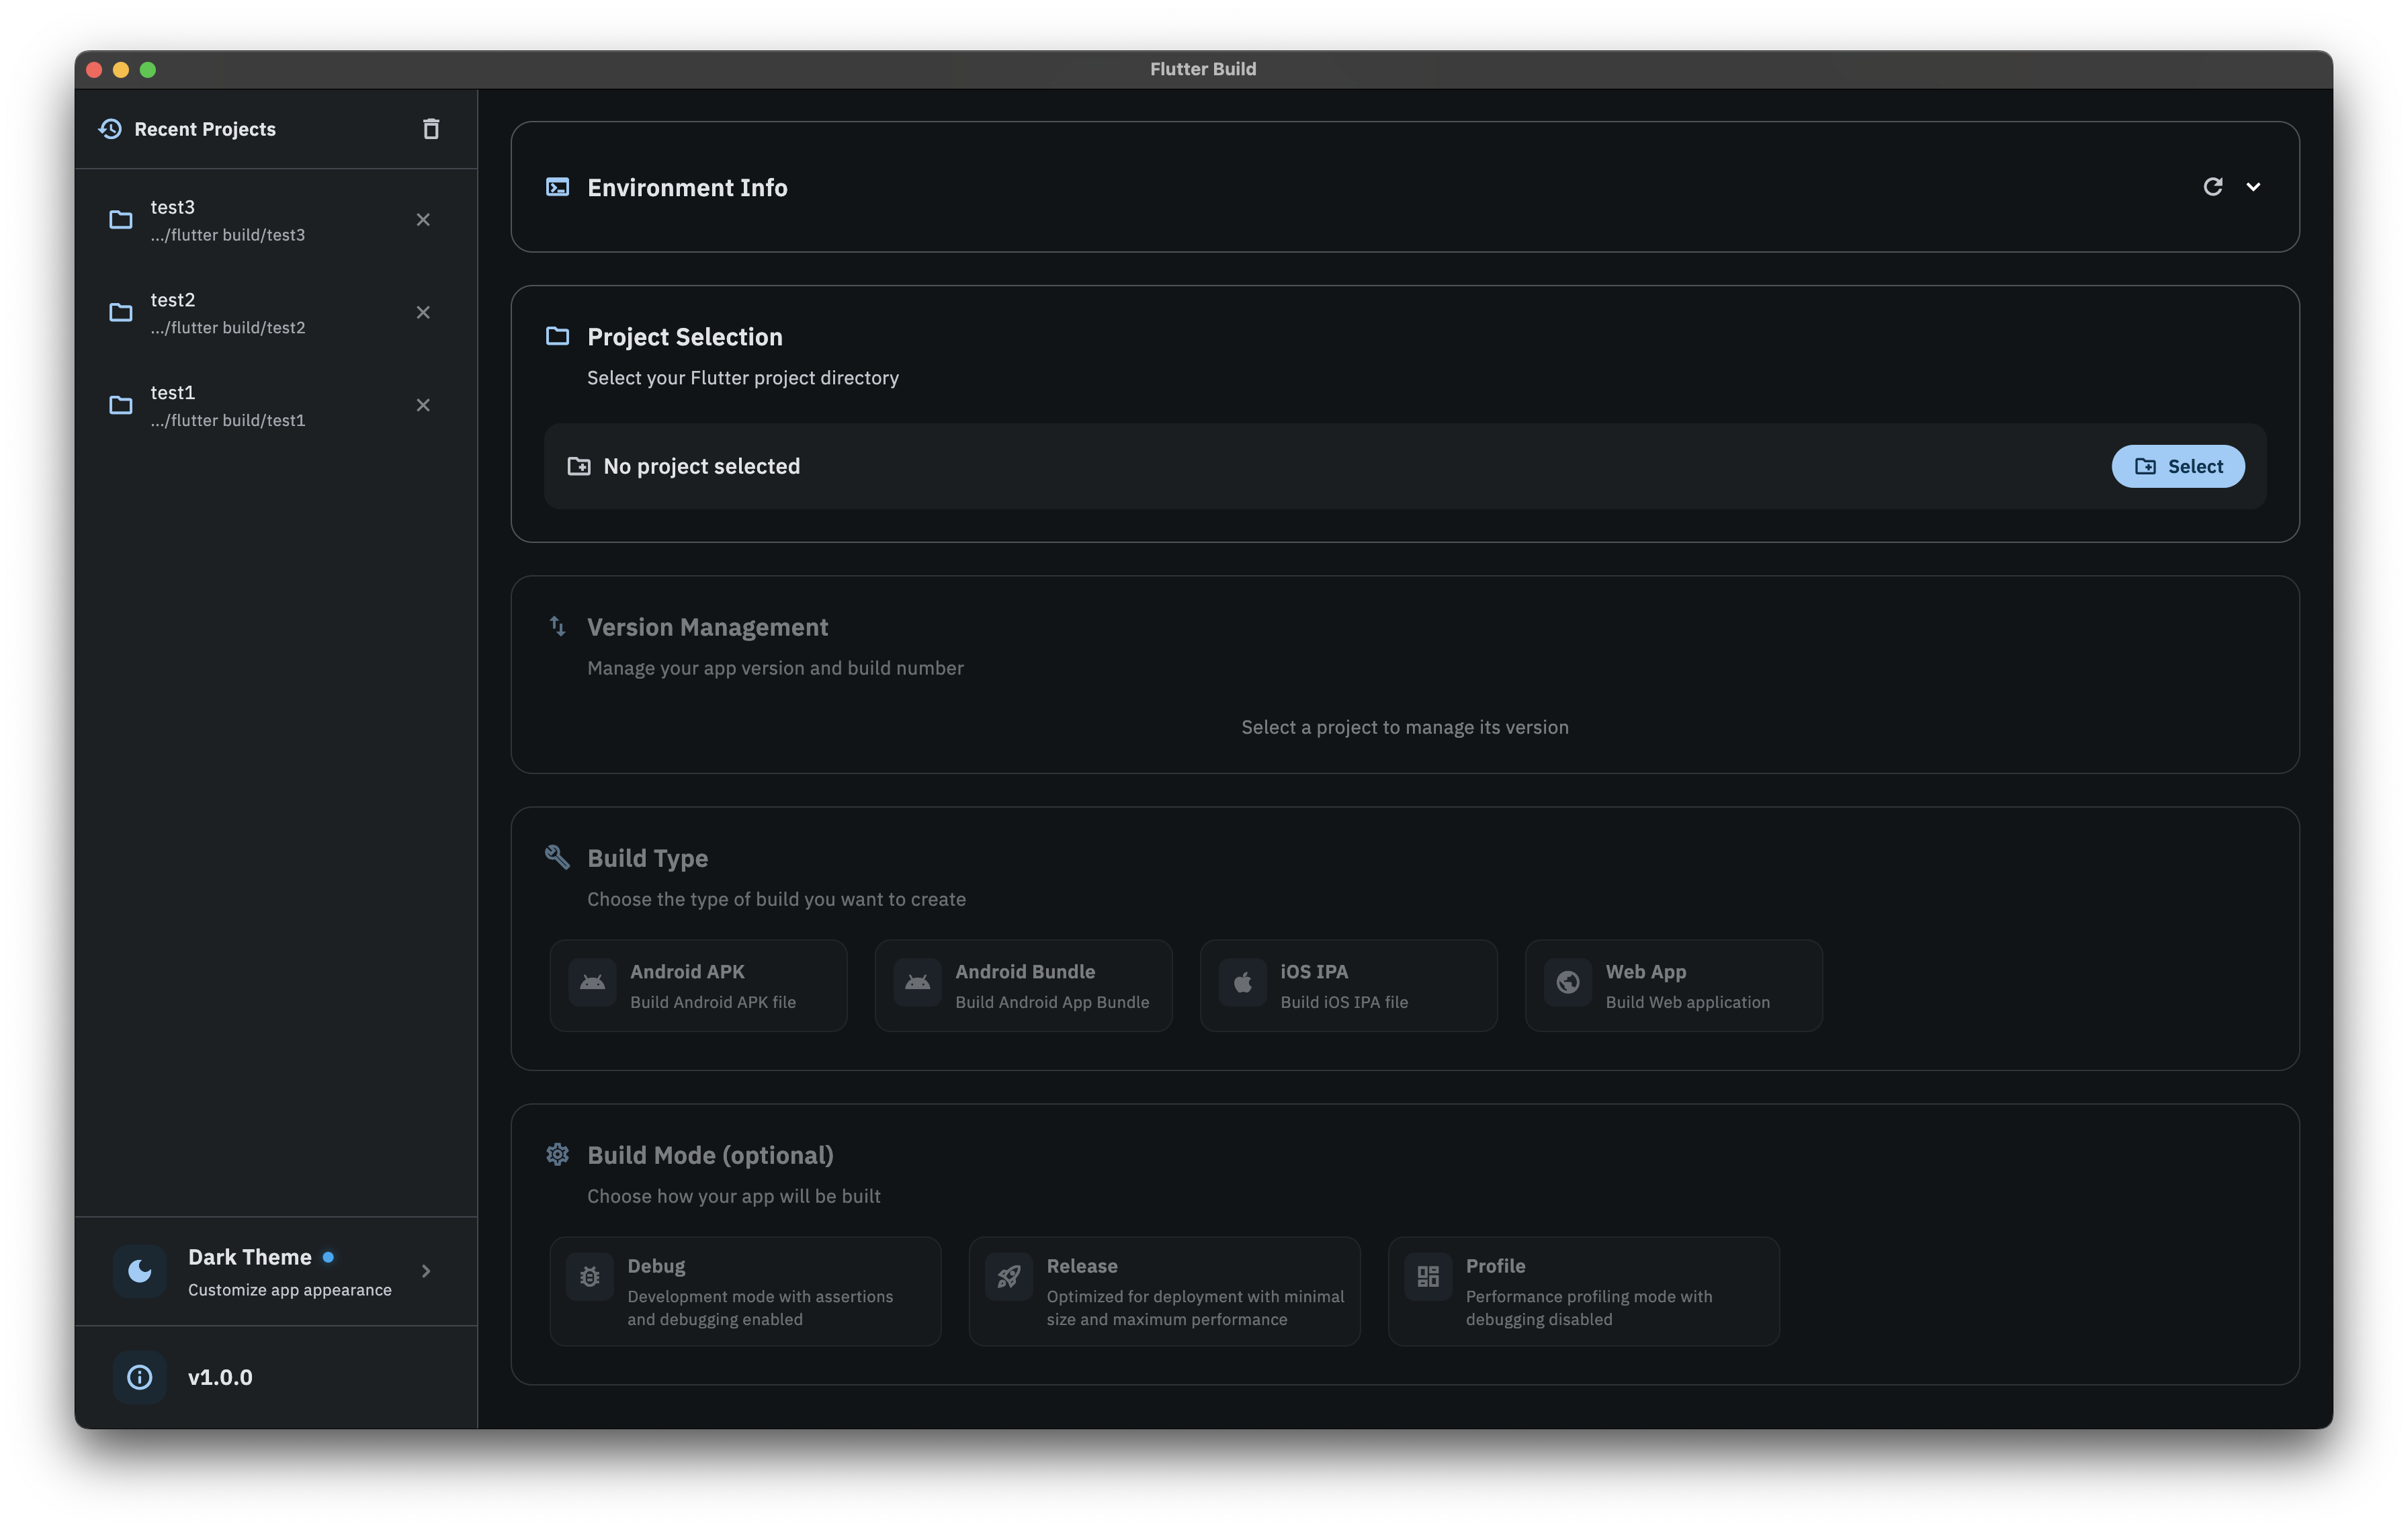 Flutter Build
Recent Projects
test3
.../flutter build/test3
test2
.../flutter build/test2
test1
.../flutter build/test1
Dark Theme
Customize app appearance
v1.0.0
Environment Info
Project Selection
Select your Flutter project directory
No project selected
Select
Version Management
Manage your app version and build number
Select a project to manage its version
Build Type
Choose the type of build you want to create
Android APK
Build Android APK file
Android Bundle
Build Android App Bundle
iOS IPA
Build iOS IPA file
Web App
Build Web application
Build Mode (optional)
Choose how your app will be built
Debug
Development mode with assertions
and debugging enabled
Release
Optimized for deployment with minimal
size and maximum performance
Profile
Performance profiling mode with
debugging disabled